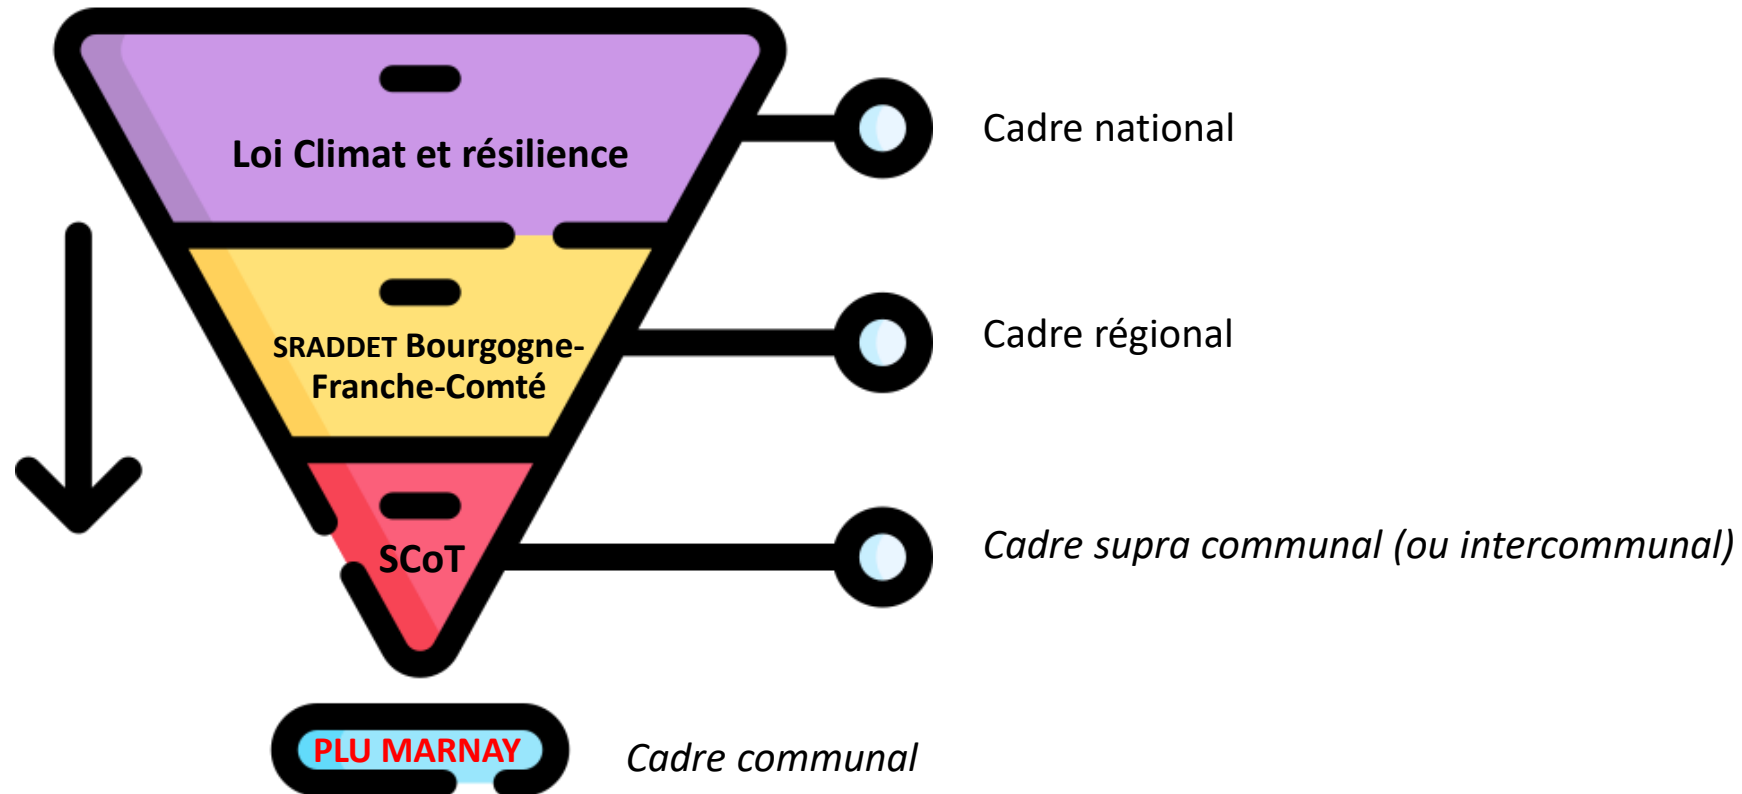 Loi Climat et résilience
Cadre national
SRADDET Bourgogne-
Franche-Comté
Cadre régional
SCoT
Cadre supra communal (ou intercommunal)
PLU MARNAY
Cadre communal